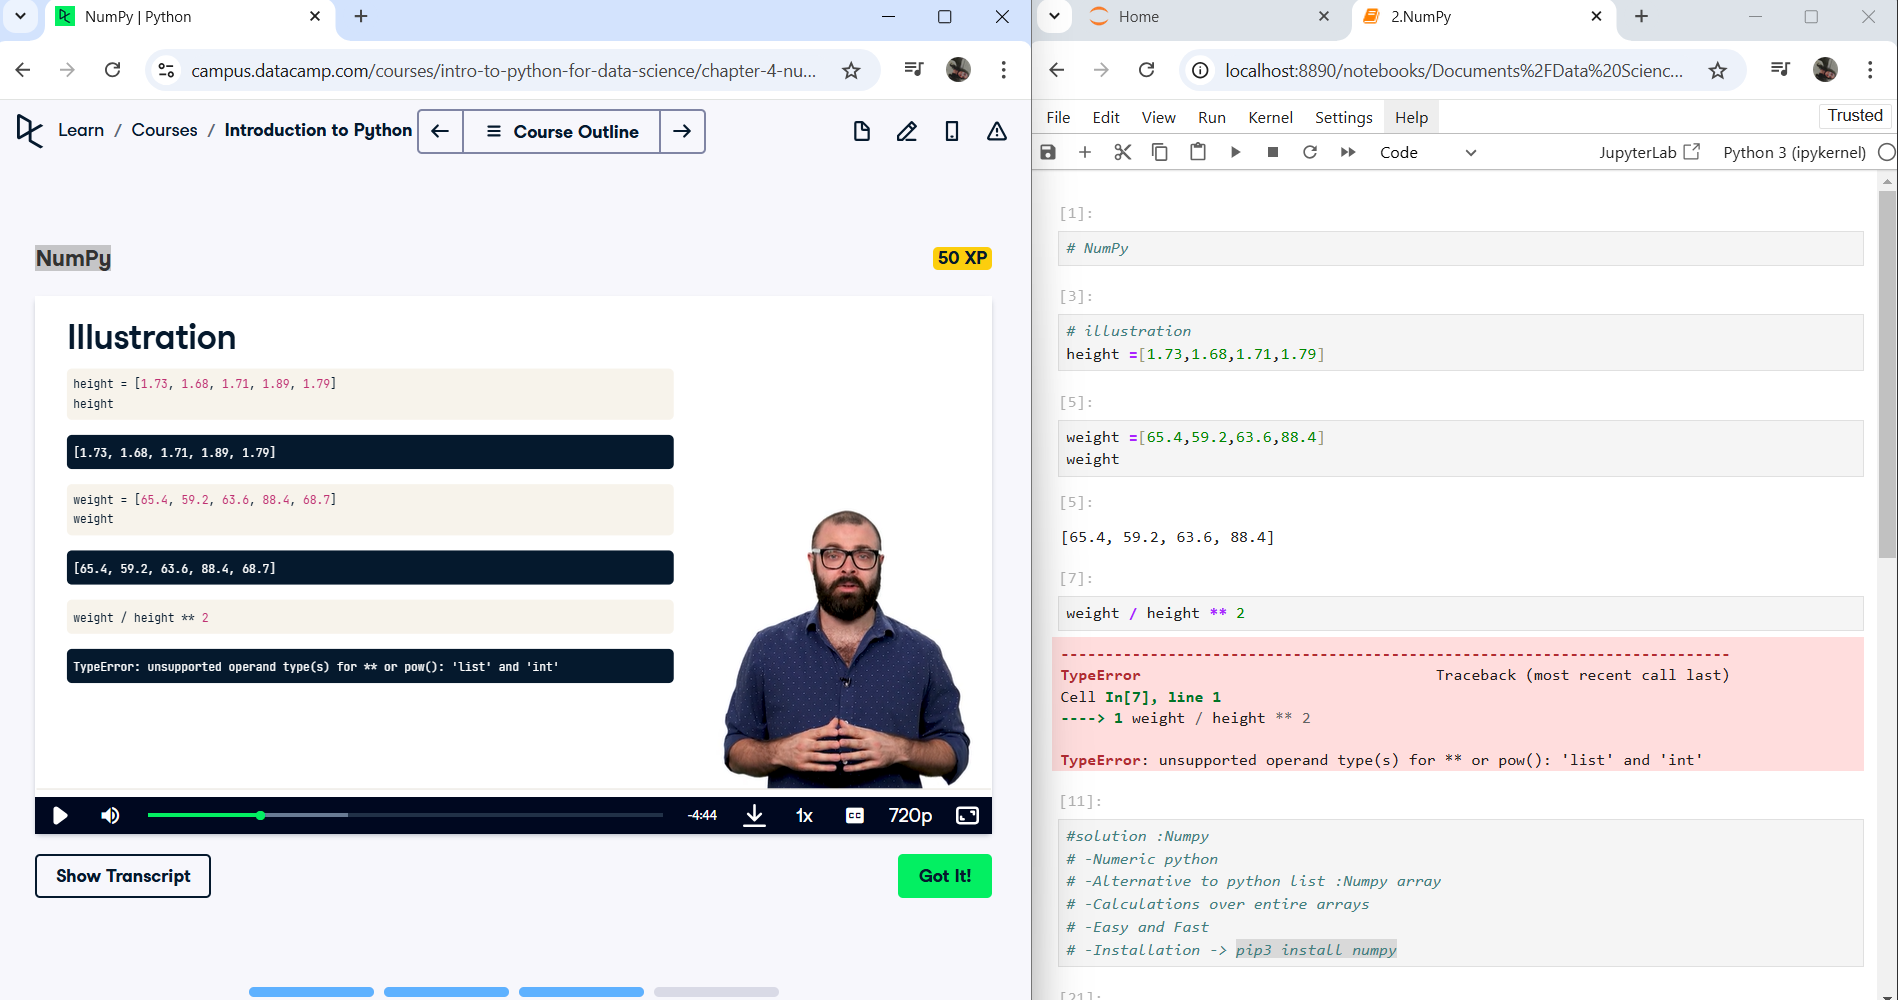 NumPy | Python
campus.datacamp.com/courses/intro-to-python-for-data-science/chapter-4-nu...
Learn / Courses / Introduction to Python
Course Outline
NumPy
50 XP
Illustration
height = [1.73, 1.68, 1.71, 1.89, 1.79]
height
[1.73, 1.68, 1.71, 1.89, 1.79]
weight = [65.4, 59.2, 63.6, 88.4, 68.7]
weight
[65.4, 59.2, 63.6, 88.4, 68.7]
weight / height ** 2
TypeError: unsupported operand type(s) for ** or pow(): 'list' and 'int'
-4:44
1x
CC
720p
Show Transcript
Got It!
Home
2.NumPy
localhost:8890/notebooks/Documents%2FData%20Scienc...
File Edit View Run Kernel Settings Help
Trusted
Code
JupyterLab
Python 3 (ipykernel)
[1]:
# NumPy
[3]:
# illustration
height =[1.73,1.68,1.71,1.79]
[5]:
weight =[65.4,59.2,63.6,88.4]
weight
[5]:
[65.4, 59.2, 63.6, 88.4]
[7]:
weight / height ** 2
---------------------------------------------------------------------------
TypeError Traceback (most recent call last)
Cell In[7], line 1
----> 1 weight / height ** 2
TypeError: unsupported operand type(s) for ** or pow(): 'list' and 'int'
[11]:
#solution :Numpy
# -Numeric python
# -Alternative to python list :Numpy array
# -Calculations over entire arrays
# -Easy and Fast
# -Installation -> pip3 install numpy
[21]: